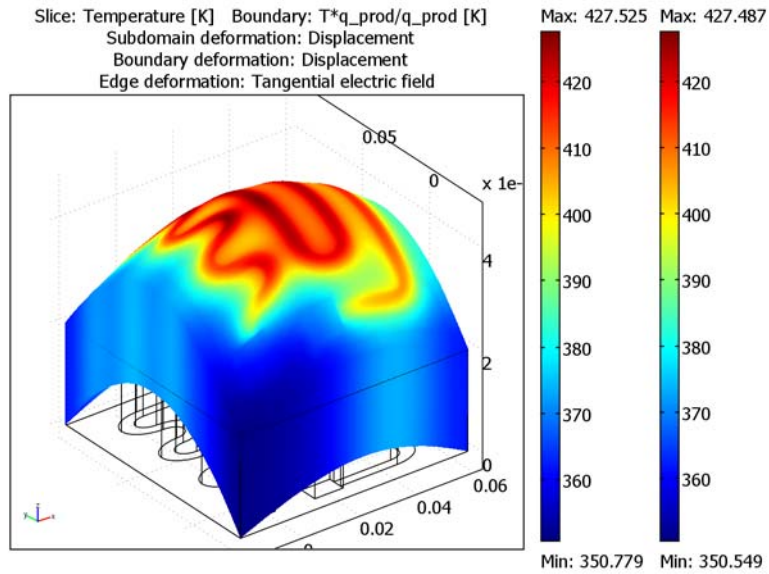 Slice: Temperature [K] Boundary: T*q_prod/q_prod [K]
Subdomain deformation: Displacement
Boundary deformation: Displacement
Edge deformation: Tangential electric field
Max: 427.525 Max: 427.487
420 420
410 410
400 400
390 390
380 380
370 370
360 360
Min: 350.779 Min: 350.549
0.05
0
x 1e-
4
2
0
0.06
0.04
0.02
0
y z x